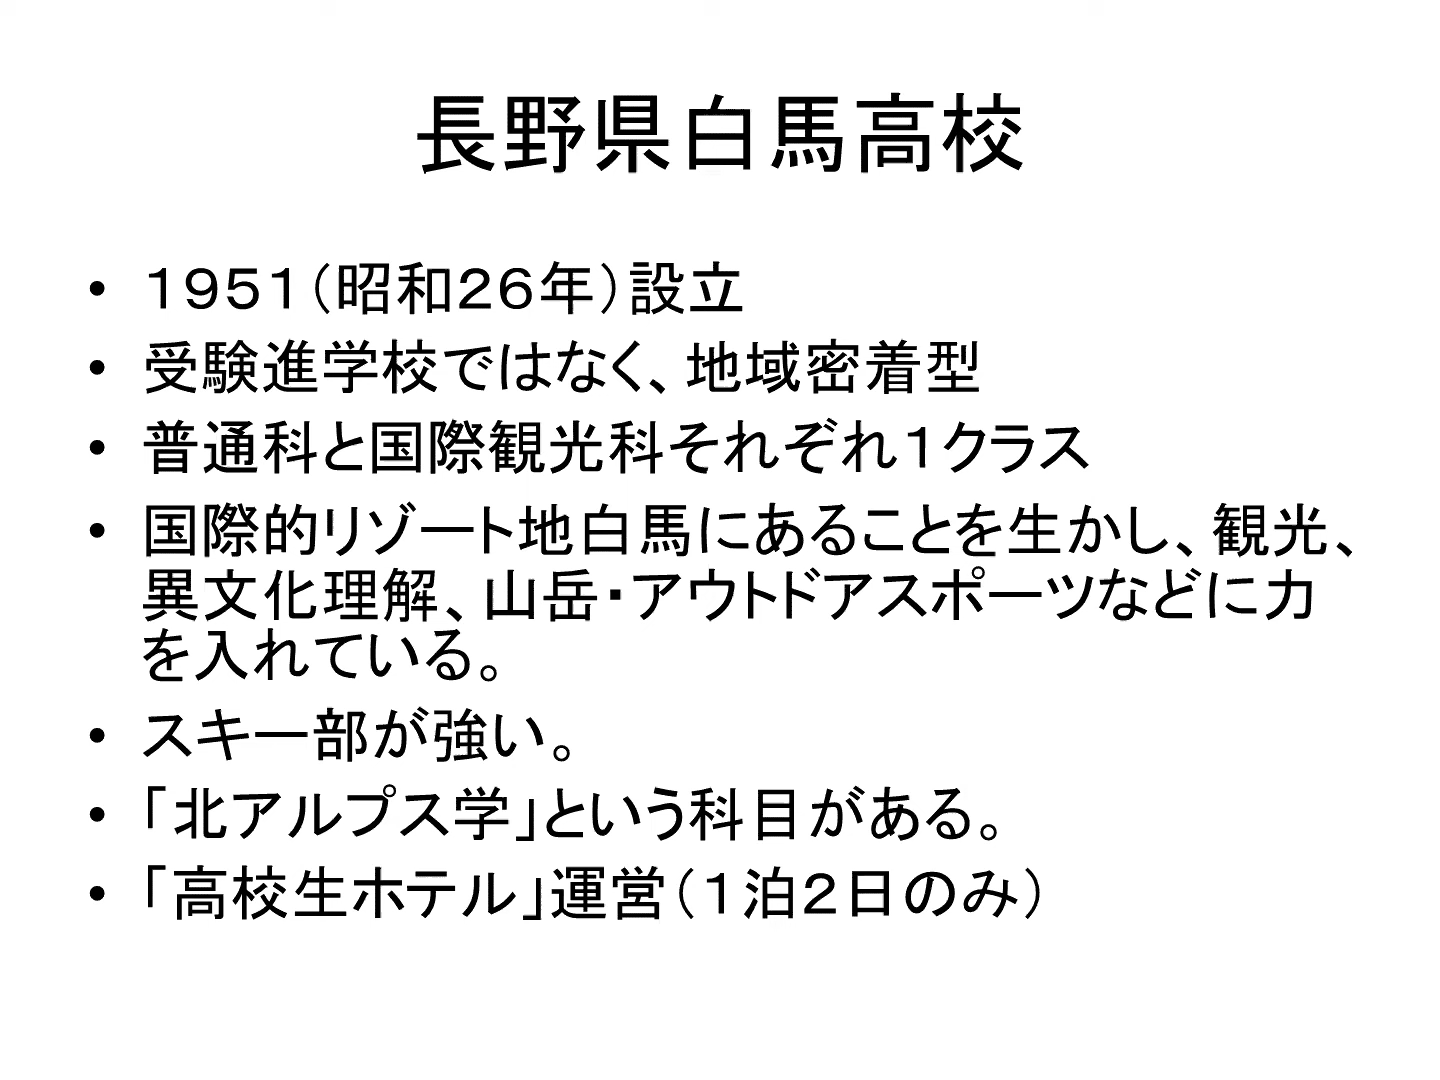 長野県白馬高校
• １９５１（昭和２６年）設立
• 受験進学校ではなく、地域密着型
• 普通科と国際観光科それぞれ１クラス
• 国際的リゾート地白馬にあることを生かし、観光、
異文化理解、山岳・アウトドアスポーツなどに力
を入れている。
• スキー部が強い。
• 「北アルプス学」という科目がある。
• 「高校生ホテル」運営（１泊２日のみ）